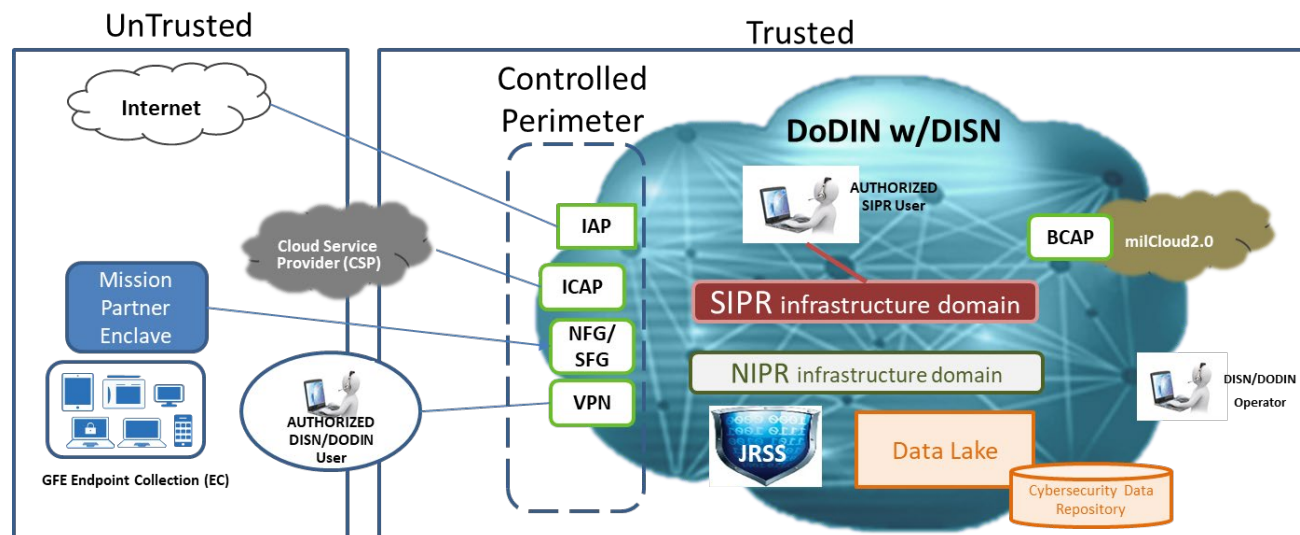 UnTrusted
Trusted
Internet
Controlled
Perimeter
DoDIN w/DISN
AUTHORIZED
SIPR User
IAP
BCAP
milCloud2.0
Cloud Service
Provider (CSP)
ICAP
SIPR infrastructure domain
Mission
Partner
Enclave
NFG/
SFG
NIPR infrastructure domain
VPN
AUTHORIZED
DISN/DODIN
User
DISN/DODIN
Operator
JRSS
Data Lake
GFE Endpoint Collection (EC)
Cybersecurity Data
Repository